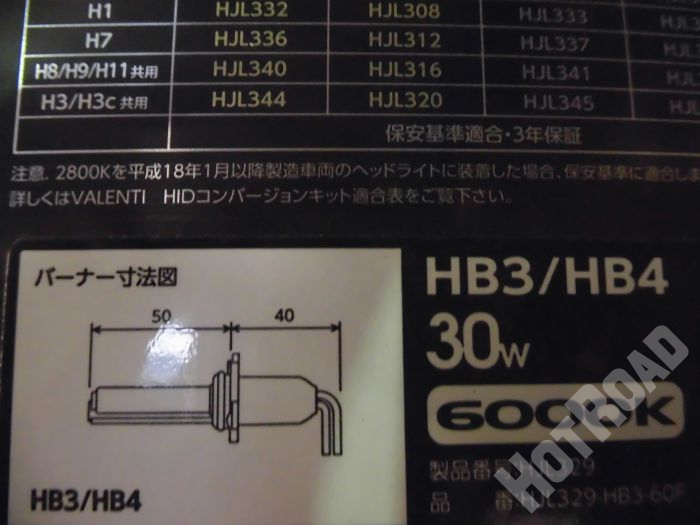 H1 HJL332 HJL308 HJL333
H7 HJL336 HJL312 HJL337
H8/H9/H11共用 HJL340 HJL316 HJL341
H3/H3c 共用 HJL344 HJL320 HJL345
保安基準適合・3年保証
注意. 2800Kを平成18年1月以降製造車両のヘッドライトに装着した場合、保安基準に適合しま
詳しくはVALENTI HIDコンバージョンキット適合表をご覧下さい。
バーナー寸法図
50 40
HB3/HB4
HB3/HB4
30W
6000K
製品番号:HJL329
品 番:HJL329-HB3-60F
HOTROAD